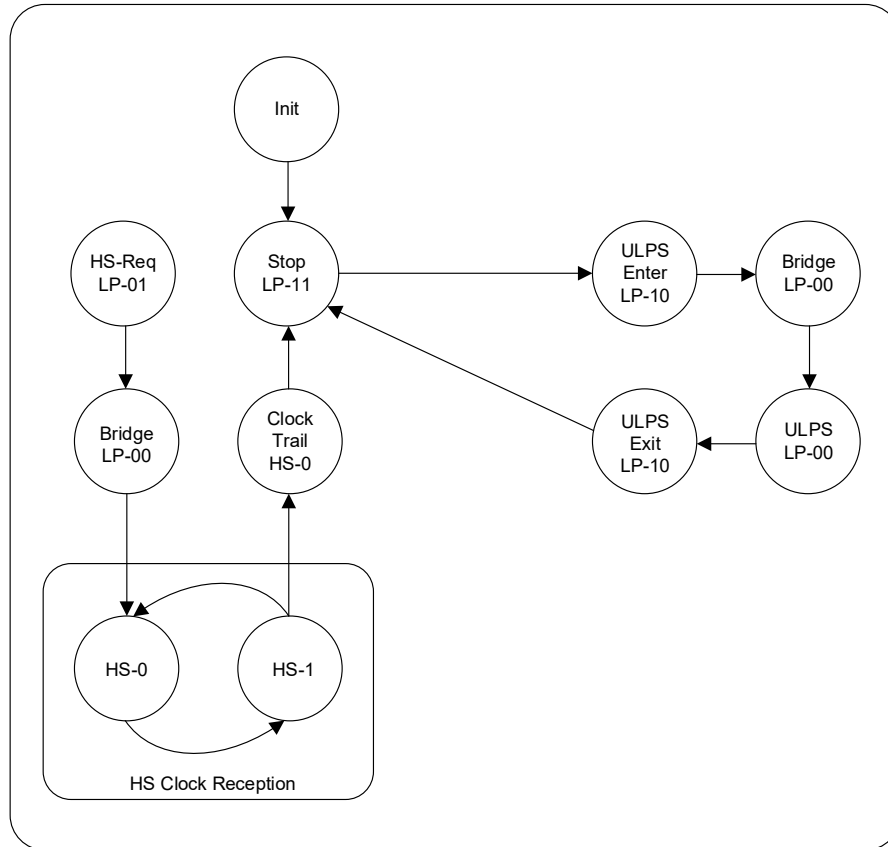 Init
HS-Req
LP-01
Stop
LP-11
ULPS
Enter
LP-10
Bridge
LP-00
Bridge
LP-00
Clock
Trail
HS-0
ULPS
Exit
LP-10
ULPS
LP-00
HS-0
HS-1
HS Clock Reception